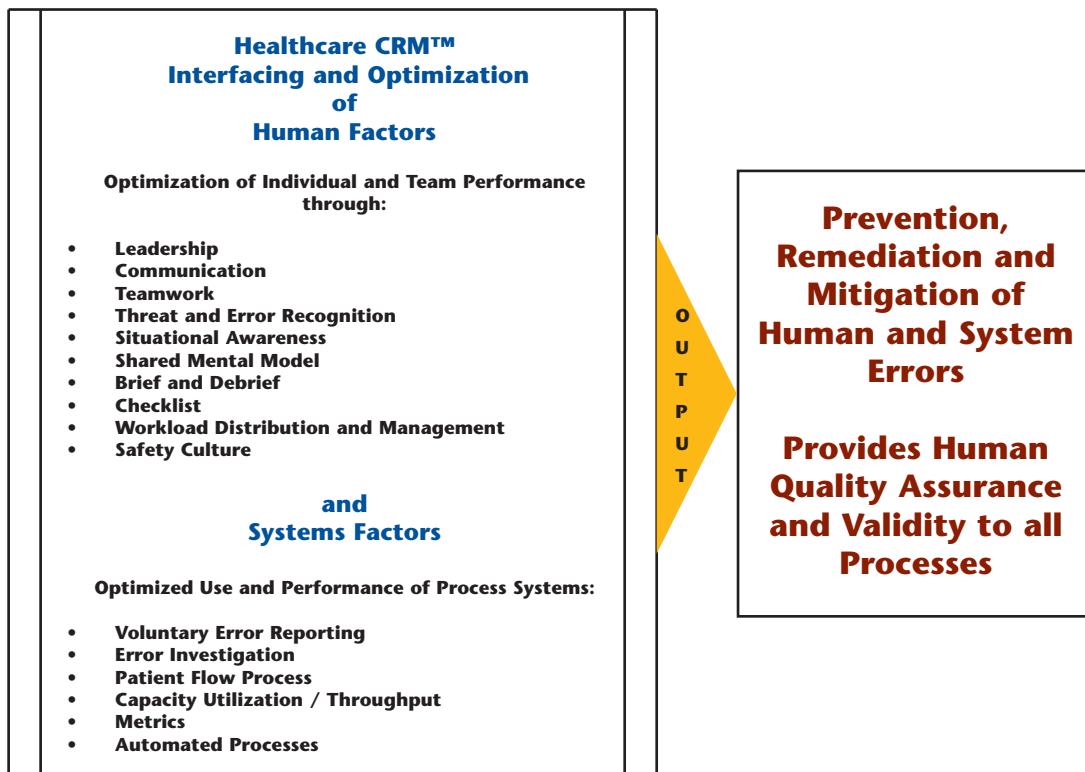 Healthcare CRM™
Interfacing and Optimization
of
Human Factors
Optimization of Individual and Team Performance
through:
• Leadership
• Communication
• Teamwork
• Threat and Error Recognition
• Situational Awareness
• Shared Mental Model
• Brief and Debrief
• Checklist
• Workload Distribution and Management
• Safety Culture
and
Systems Factors
Optimized Use and Performance of Process Systems:
• Voluntary Error Reporting
• Error Investigation
• Patient Flow Process
• Capacity Utilization / Throughput
• Metrics
• Automated Processes
O
U
T
P
U
T
Prevention,
Remediation and
Mitigation of
Human and System
Errors
Provides Human
Quality Assurance
and Validity to all
Processes